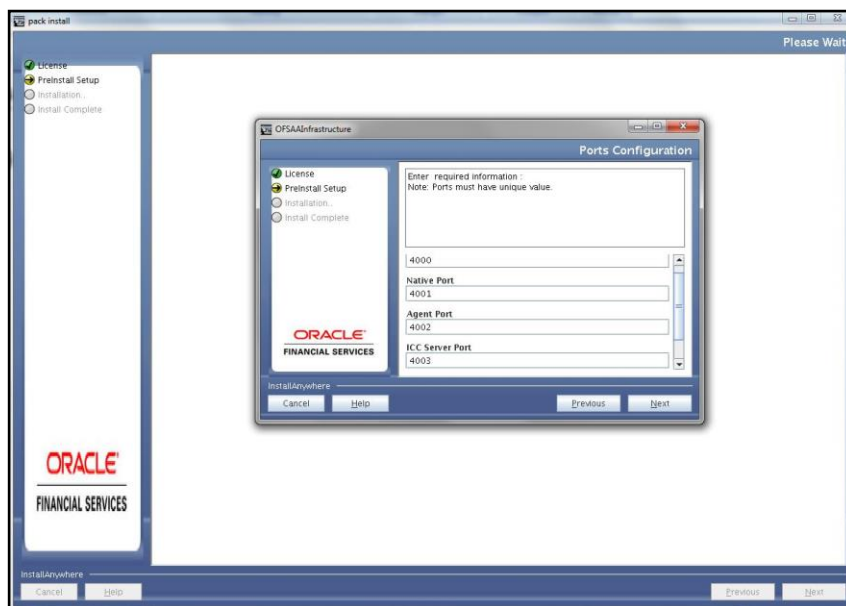 pack install
Please Wait
License
Preinstall Setup
Installation..
Install Complete
OFSAAInfrastructure
Ports Configuration
License
Preinstall Setup
Installation..
Install Complete
Enter required information :
Note: Ports must have unique value.
4000
Native Port
4001
Agent Port
4002
ICC Server Port
4003
ORACLE
FINANCIAL SERVICES
InstallAnywhere
Cancel
Help
Previous
Next
ORACLE
FINANCIAL SERVICES
InstallAnywhere
Cancel
Help
Previous
Next